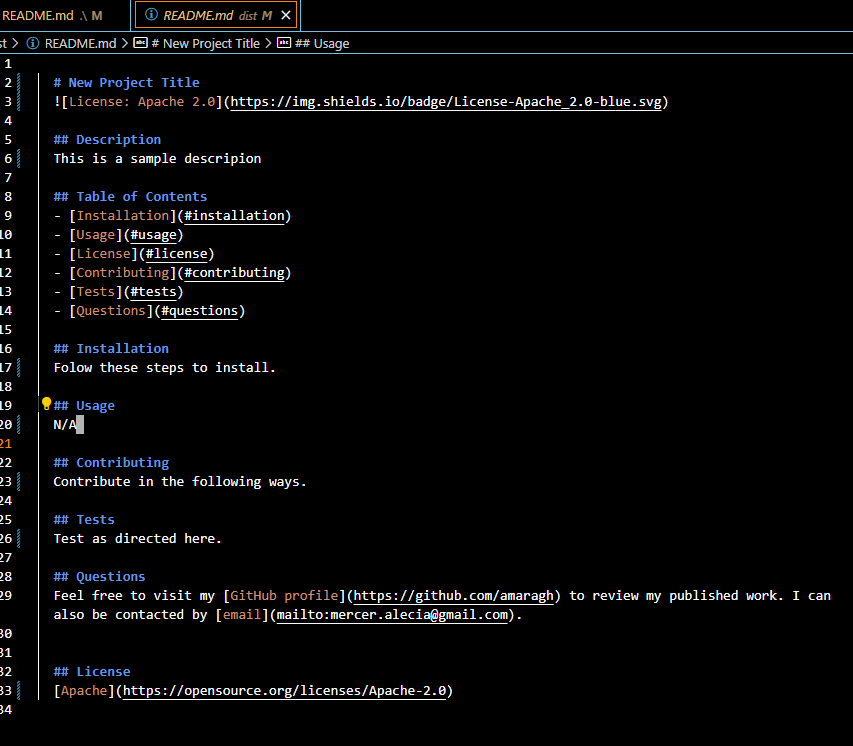 README.md .\ M
README.md dist M
st > README.md > # New Project Title > ## Usage
1
2 # New Project Title
3 ![License: Apache 2.0](https://img.shields.io/badge/License-Apache_2.0-blue.svg)
4
5 ## Description
6 This is a sample descripion
7
8 ## Table of Contents
9 - [Installation](#installation)
10 - [Usage](#usage)
11 - [License](#license)
12 - [Contributing](#contributing)
13 - [Tests](#tests)
14 - [Questions](#questions)
15
16 ## Installation
17 Folow these steps to install.
18
19 ## Usage
20 N/A
21
22 ## Contributing
23 Contribute in the following ways.
24
25 ## Tests
26 Test as directed here.
27
28 ## Questions
29 Feel free to visit my [GitHub profile](https://github.com/amaragh) to review my published work. I can
also be contacted by [email](mailto:mercer.alecia@gmail.com).
30
31
32 ## License
33 [Apache](https://opensource.org/licenses/Apache-2.0)
34